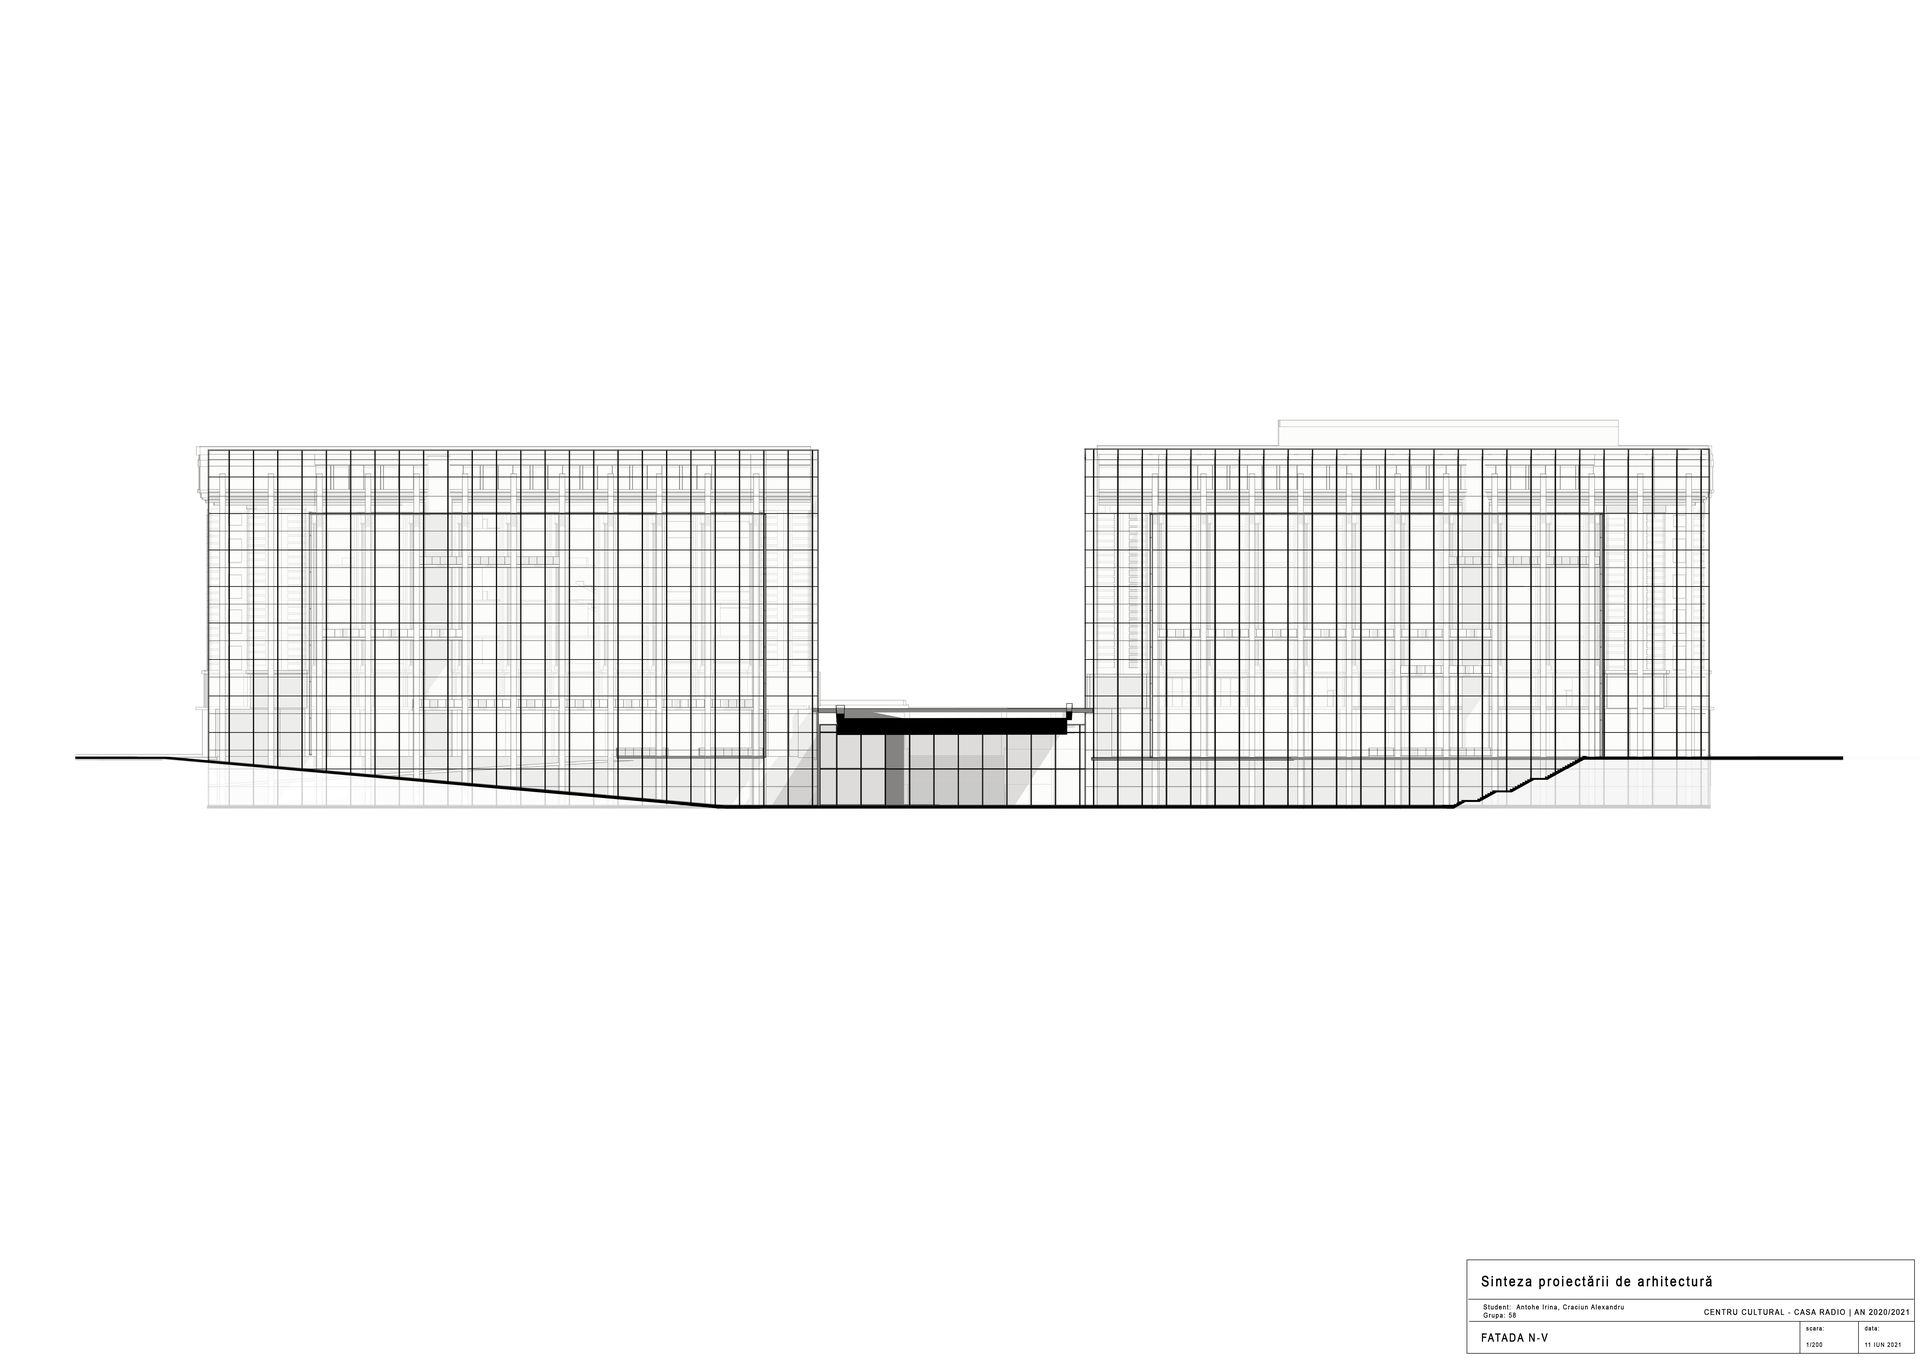 Sinteza proiectării de arhitectură
Student: Antohe Irina, Craciun Alexandru
Grupa: 58
CENTRU CULTURAL - CASA RADIO | AN 2020/2021
FATADA N-V
scara:
1/200
data:
11 IUN 2021